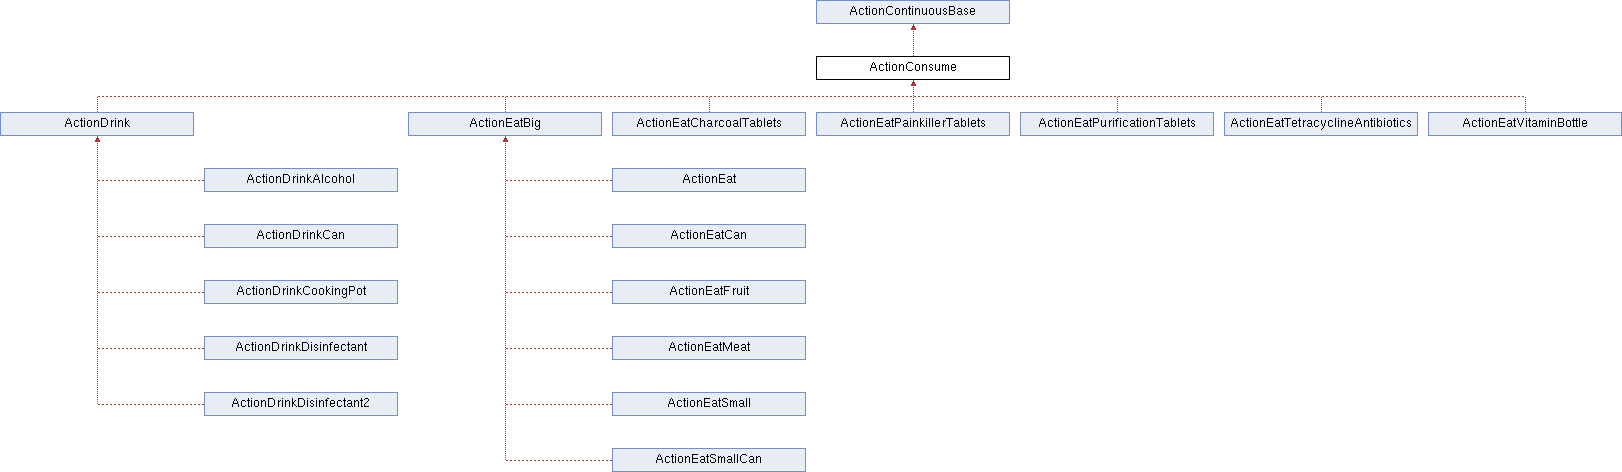 ActionContinuousBase
ActionConsume
ActionDrink
ActionEatBig
ActionEatCharcoalTablets
ActionEatPainkillerTablets
ActionEatPurificationTablets
ActionEatTetracyclineAntibiotics
ActionEatVitaminBottle
ActionDrinkAlcohol
ActionEat
ActionDrinkCan
ActionEatCan
ActionDrinkCookingPot
ActionEatFruit
ActionDrinkDisinfectant
ActionEatMeat
ActionDrinkDisinfectant2
ActionEatSmall
ActionEatSmallCan